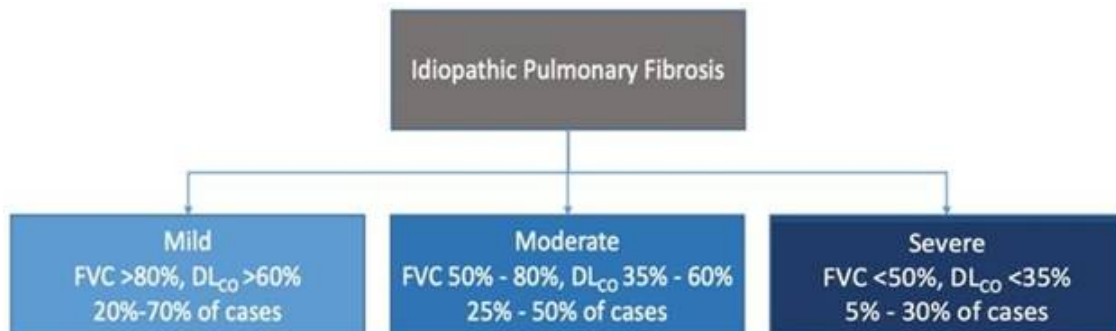 Idiopathic Pulmonary Fibrosis
Mild
FVC >80%, DLCO >60%
20%-70% of cases
Moderate
FVC 50% - 80%, DLCO 35% - 60%
25% - 50% of cases
Severe
FVC <50%, DLCO <35%
5% - 30% of cases